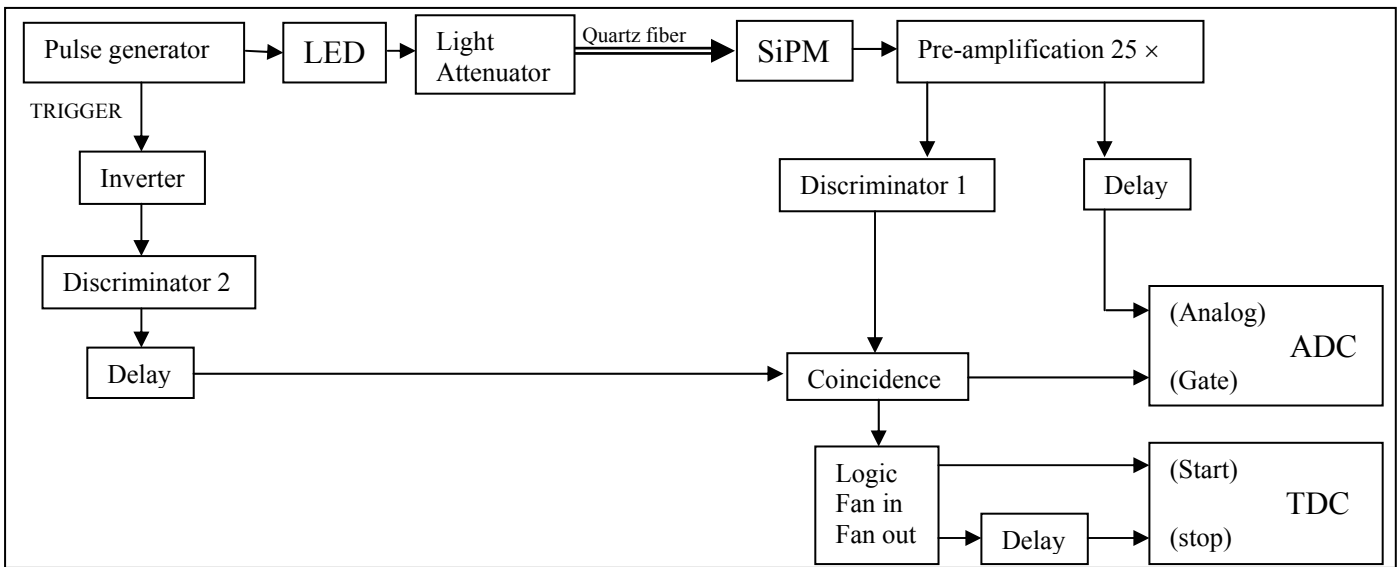 Pulse generator
LED
Light
Attenuator
Quartz fiber
SiPM
Pre-amplification 25 ×
TRIGGER
Inverter
Discriminator 1
Delay
Discriminator 2
(Analog)
ADC
(Gate)
Delay
Coincidence
Logic
Fan in
Fan out
(Start)
TDC
Delay
(stop)